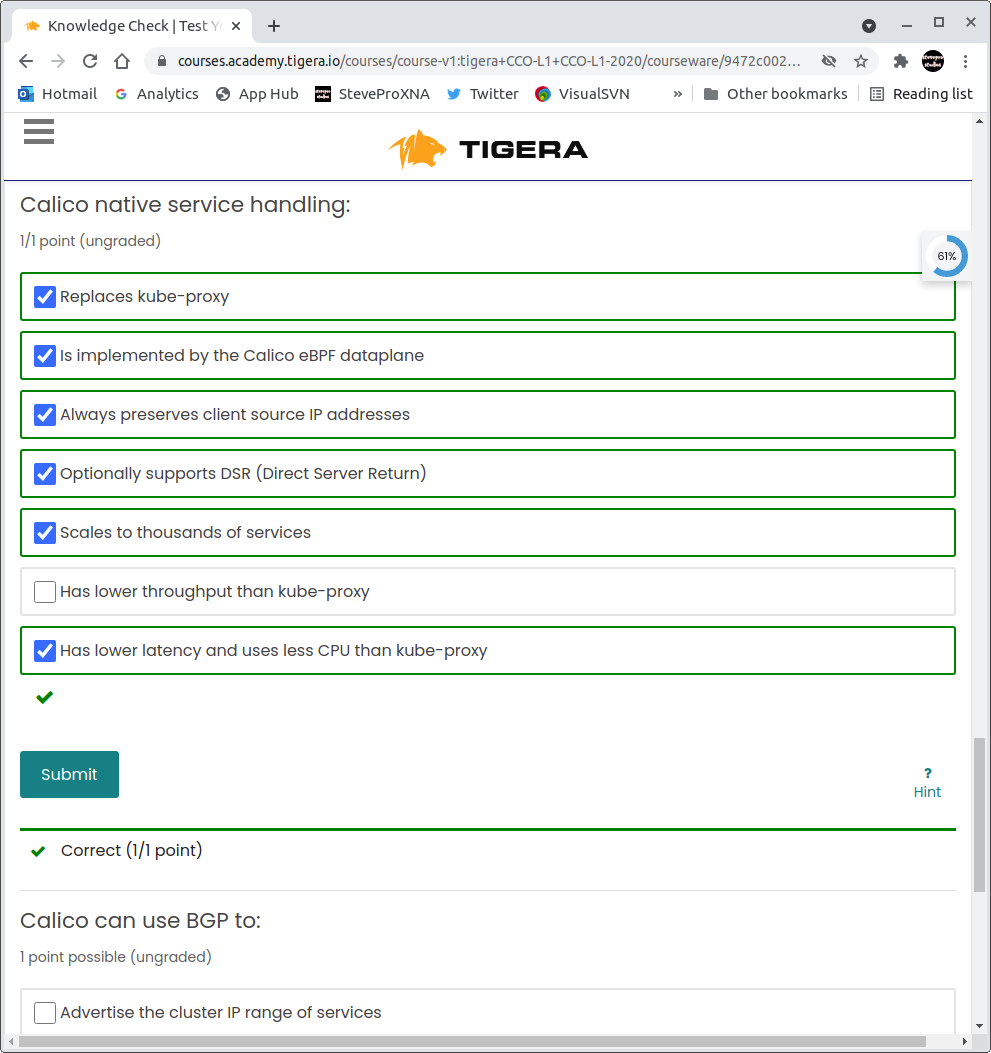 Knowledge Check | Test Yo
courses.academy.tigera.io/courses/course-v1:tigera+CCO-L1+CCO-L1-2020/courseware/9472c002...
Hotmail Analytics App Hub SteveProXNA Twitter VisualSVN » Other bookmarks Reading list
TIGERA
Calico native service handling:
1/1 point (ungraded)
61%
Replaces kube-proxy
Is implemented by the Calico eBPF dataplane
Always preserves client source IP addresses
Optionally supports DSR (Direct Server Return)
Scales to thousands of services
Has lower throughput than kube-proxy
Has lower latency and uses less CPU than kube-proxy
Submit
?
Hint
Correct (1/1 point)
Calico can use BGP to:
1 point possible (ungraded)
Advertise the cluster IP range of services